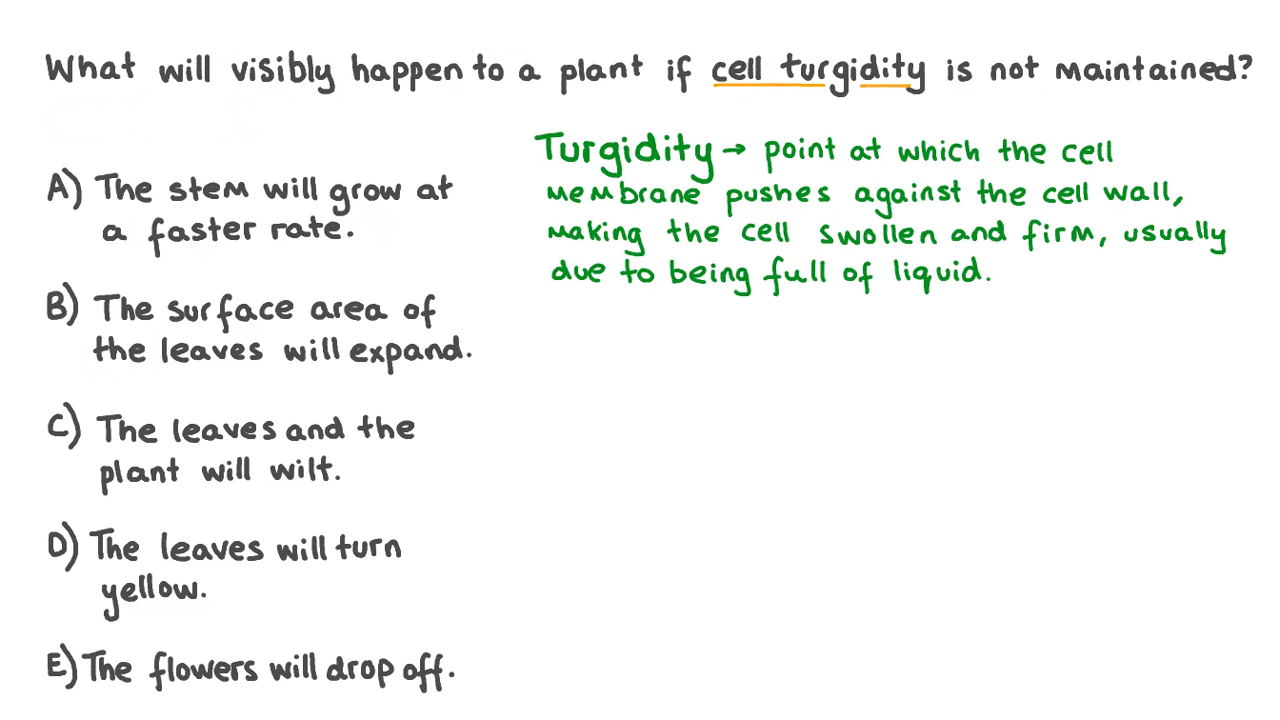 What will visibly happen to a plant if cell turgidity is not maintained?
Turgidity → point at which the cell
membrane pushes against the cell wall,
making the cell swollen and firm, usually
due to being full of liquid.
A) The stem will grow at
a faster rate.
B) The surface area of
the leaves will expand.
C) The leaves and the
plant will wilt.
D) The leaves will turn
yellow.
E) The flowers will drop off.